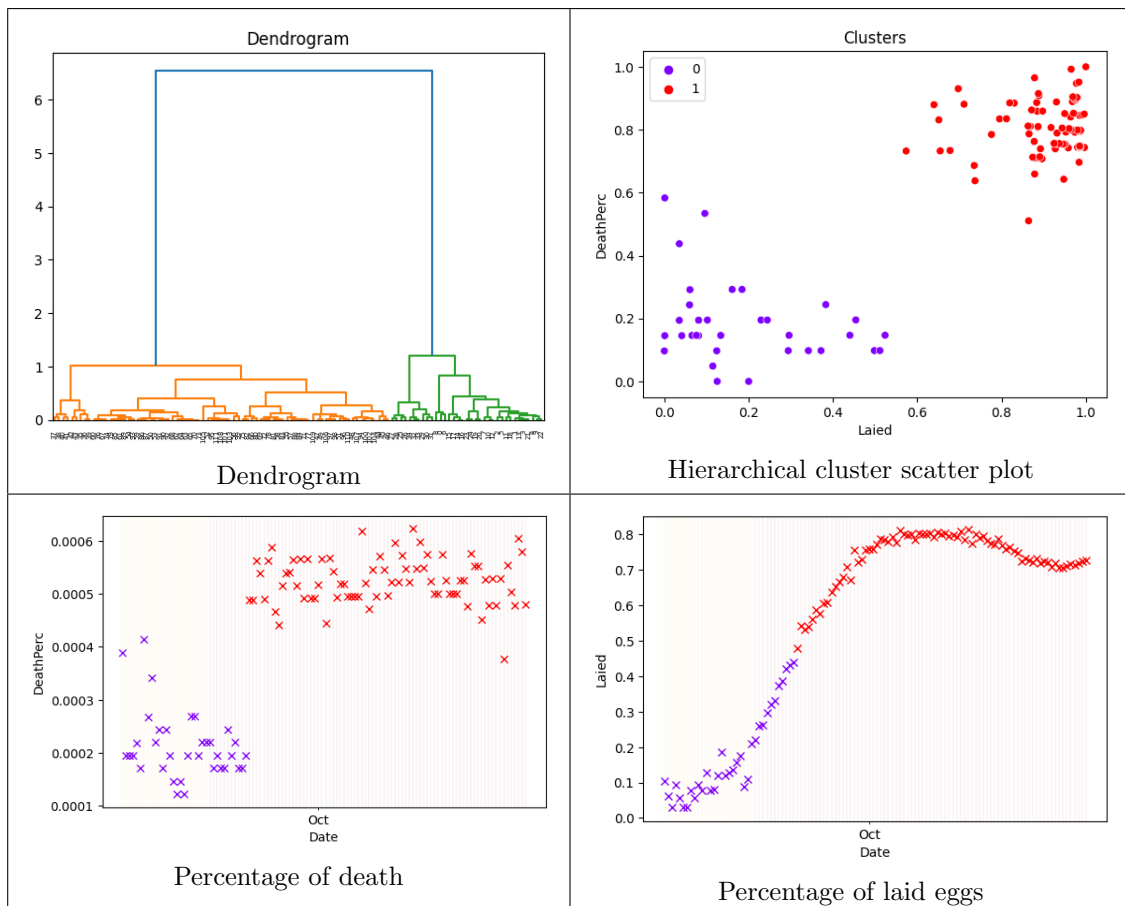 Dendrogram
6
5
4
3
2
1
0
Dendrogram
Clusters
0
1
1.0
0.8
0.6
0.4
0.2
0.0
DeathPerc
0.0 0.2 0.4 0.6 0.8 1.0
Laied
Hierarchical cluster scatter plot
0.0006
0.0005
0.0004
0.0003
0.0002
0.0001
DeathPerc
Oct
Date
Percentage of death
0.8
0.7
0.6
0.5
0.4
0.3
0.2
0.1
0.0
Laied
Oct
Date
Percentage of laid eggs